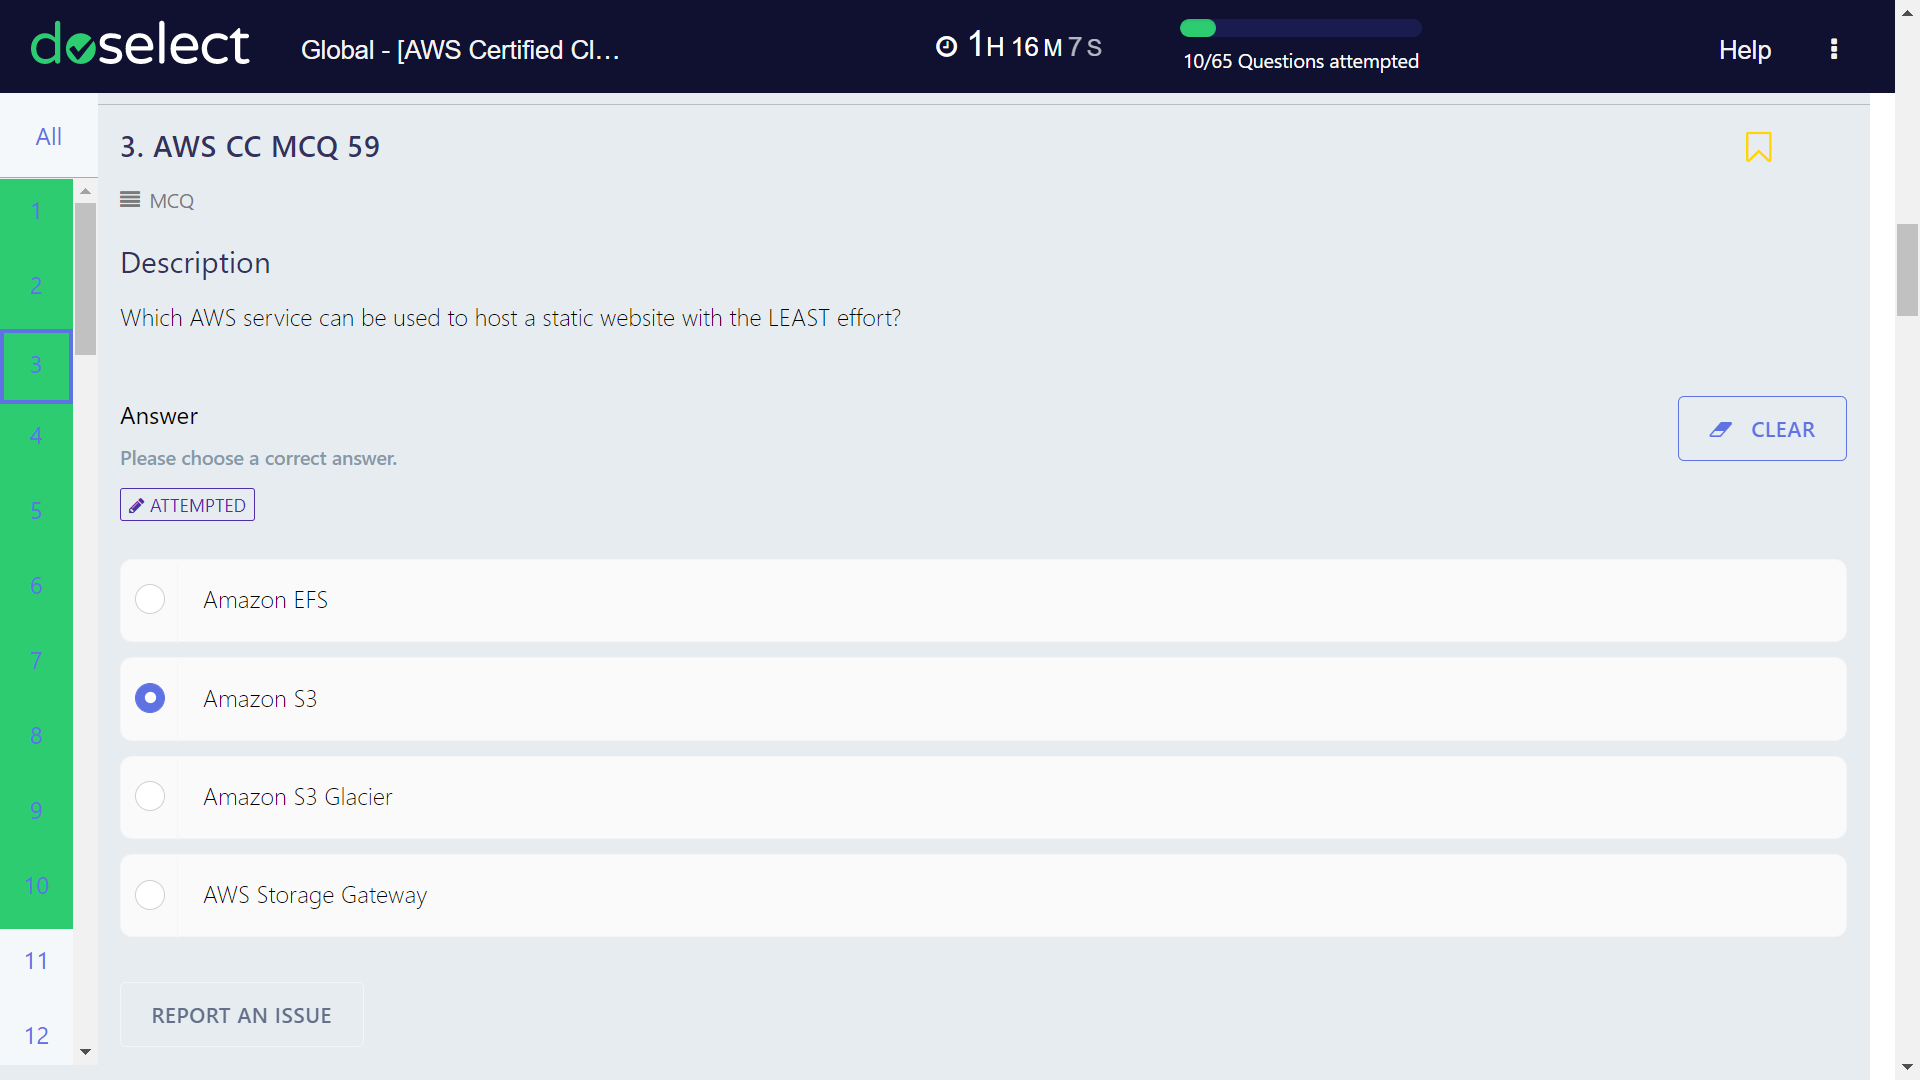 doselect
Global - [AWS Certified Cl...
1H 16M 7S
10/65 Questions attempted
Help
All
1
2
3
4
5
6
7
8
9
10
11
12
3. AWS CC MCQ 59
MCQ
Description
Which AWS service can be used to host a static website with the LEAST effort?
Answer
CLEAR
Please choose a correct answer.
ATTEMPTED
Amazon EFS
Amazon S3
Amazon S3 Glacier
AWS Storage Gateway
REPORT AN ISSUE